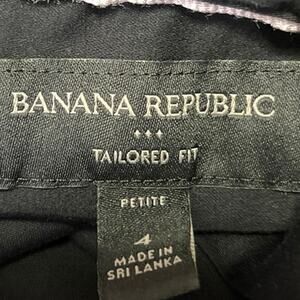 BANANA REPUBLIC
TAILORED FIT
PETITE
4
MADE IN
SRI LANKA